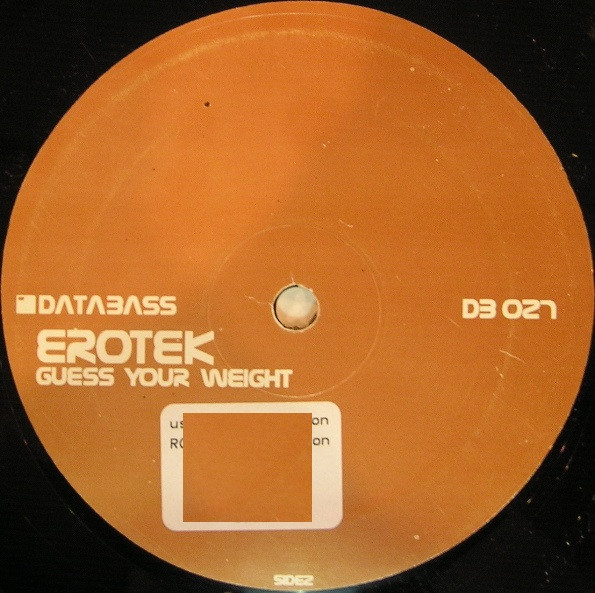 DATABASS
DB 027
EROTEK
GUESS YOUR WEIGHT
SIDE2